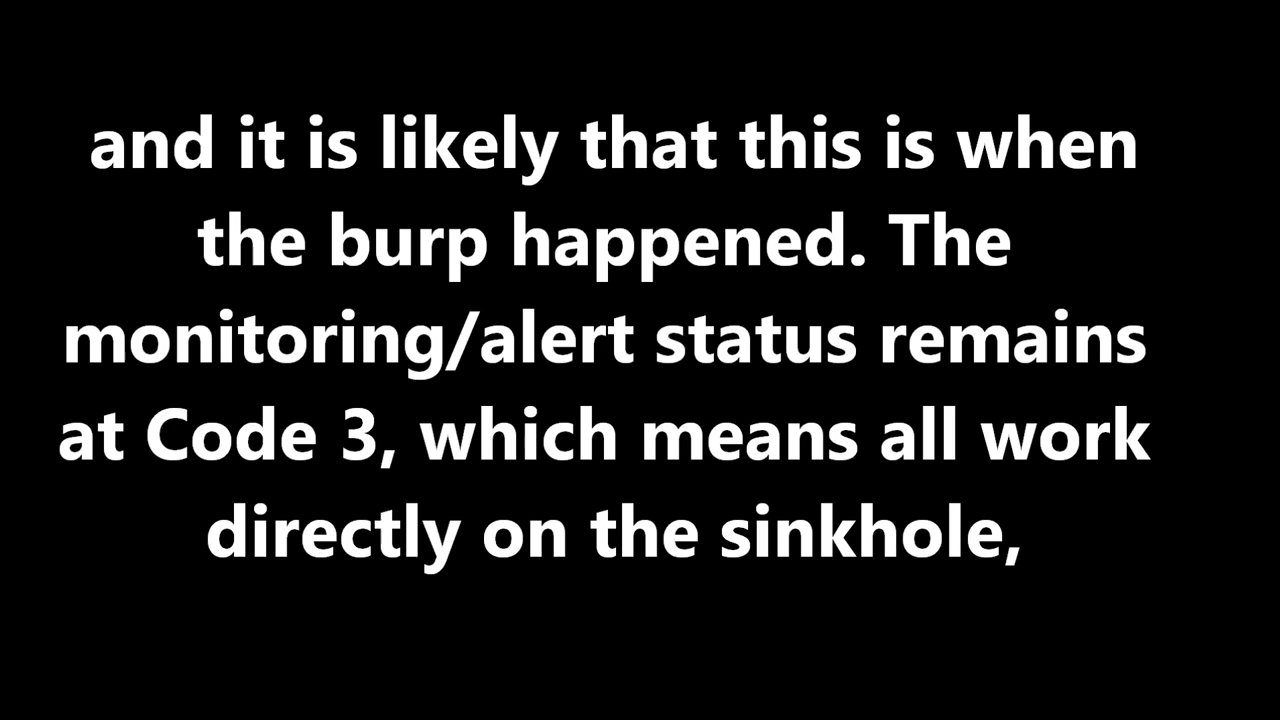 and it is likely that this is when
the burp happened. The
monitoring/alert status remains
at Code 3, which means all work
directly on the sinkhole,